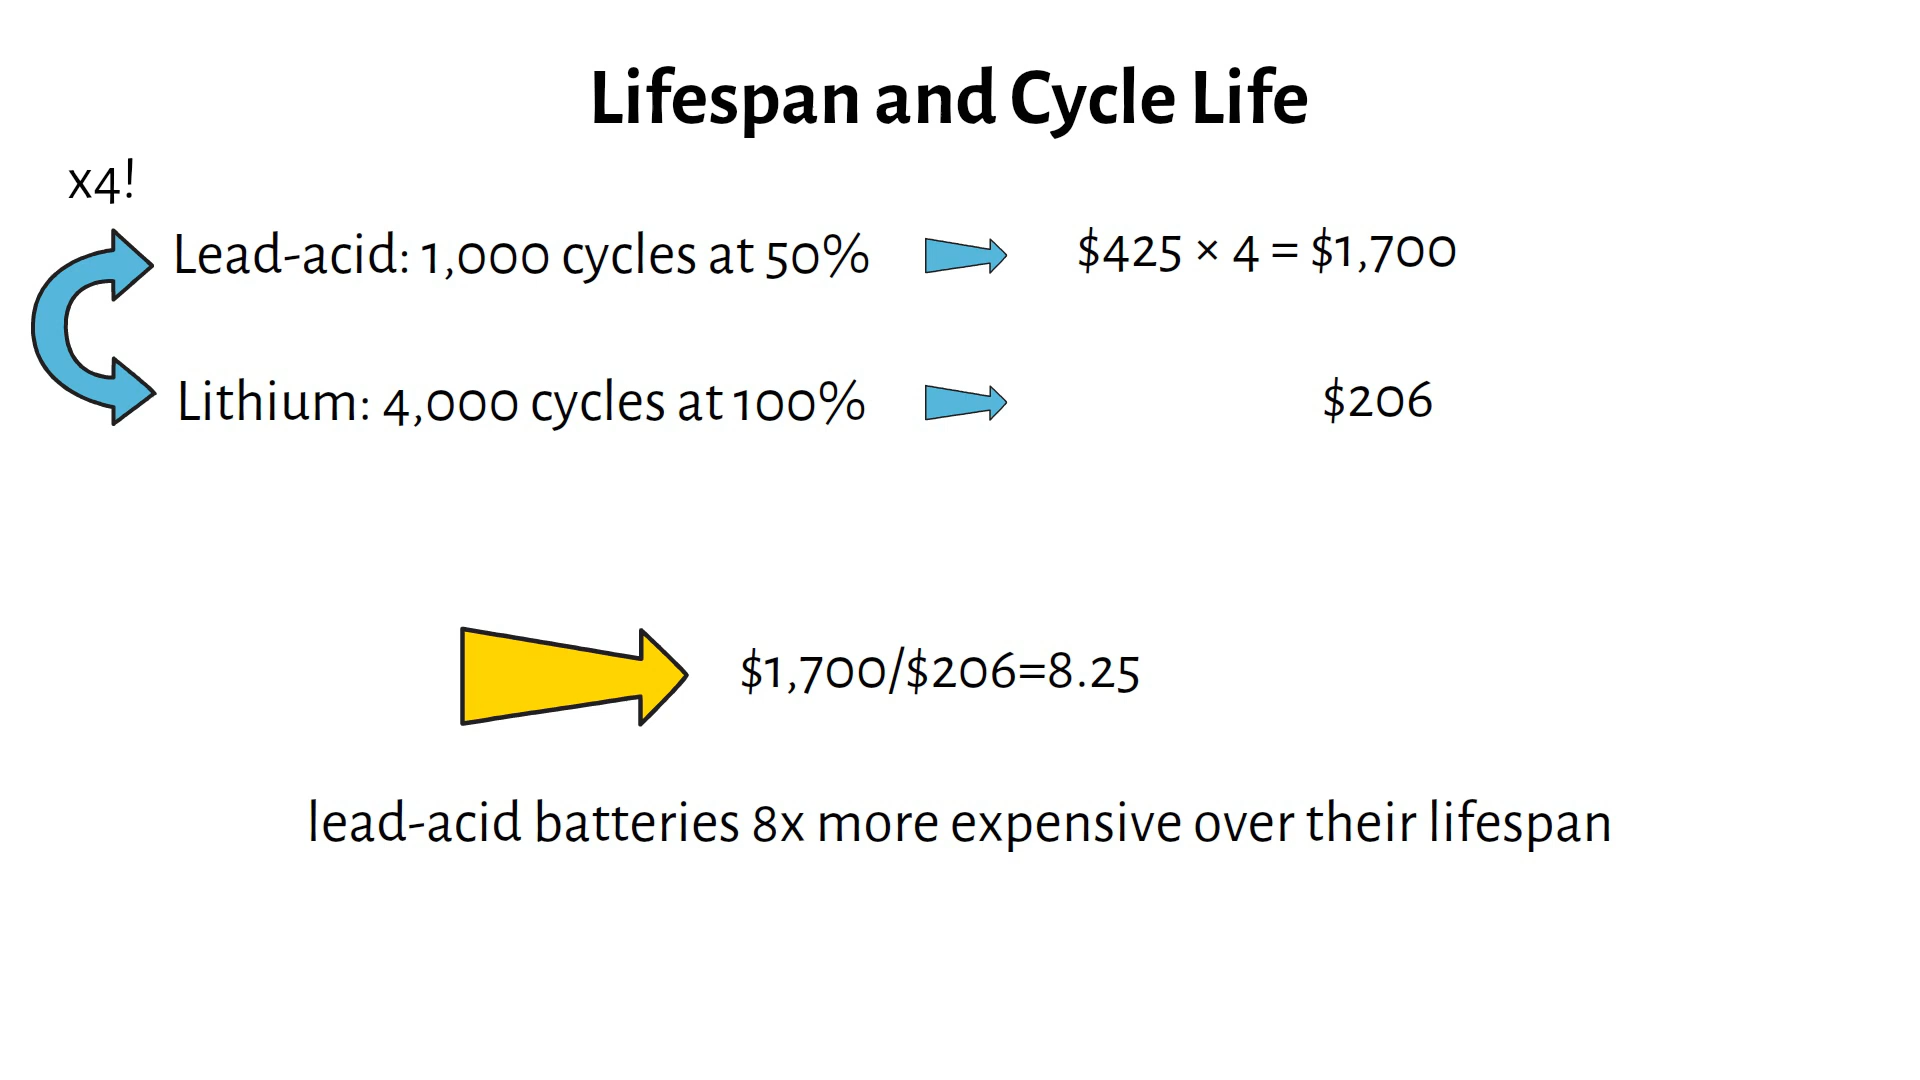 Lifespan and Cycle Life
x4!
Lead-acid: 1,000 cycles at 50%
$425 × 4 = $1,700
Lithium: 4,000 cycles at 100%
$206
$1,700/$206=8.25
lead-acid batteries 8x more expensive over their lifespan